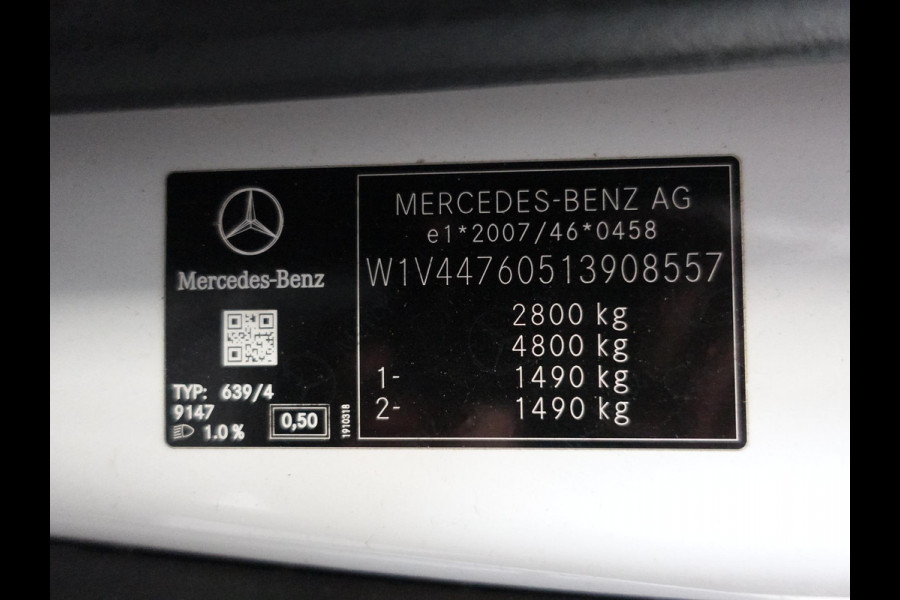 Mercedes-Benz
TYP: 639/4
9147
1.0 %
0,50
1910318
MERCEDES-BENZ AG
e1*2007/46*0458
W1V44760513908557
2800 kg
4800 kg
1- 1490 kg
2- 1490 kg